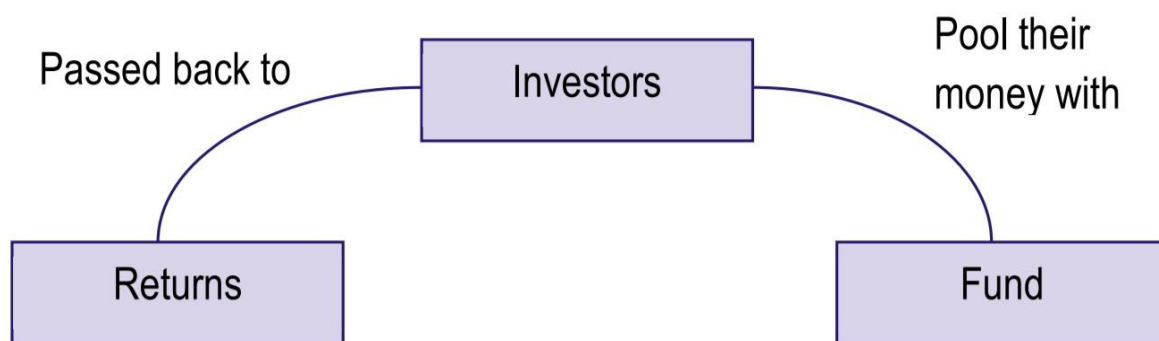 Pool their
money with
Passed back to
Investors
Returns
Fund